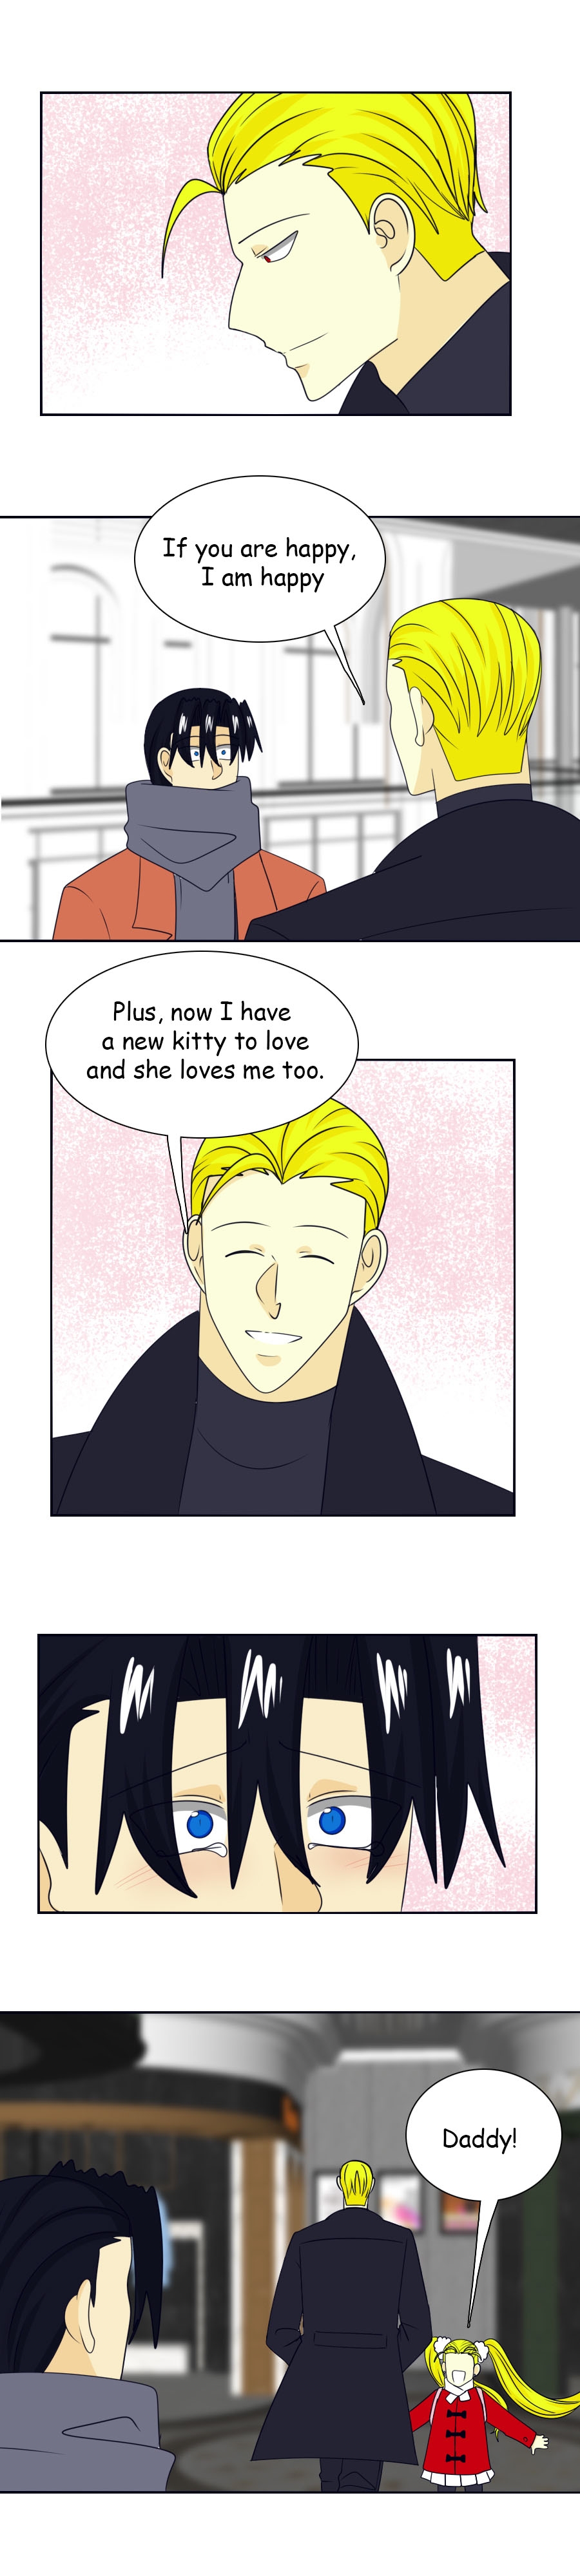 If you are happy,
I am happy
Plus, now I have
a new kitty to love
and she loves me too.
Daddy!